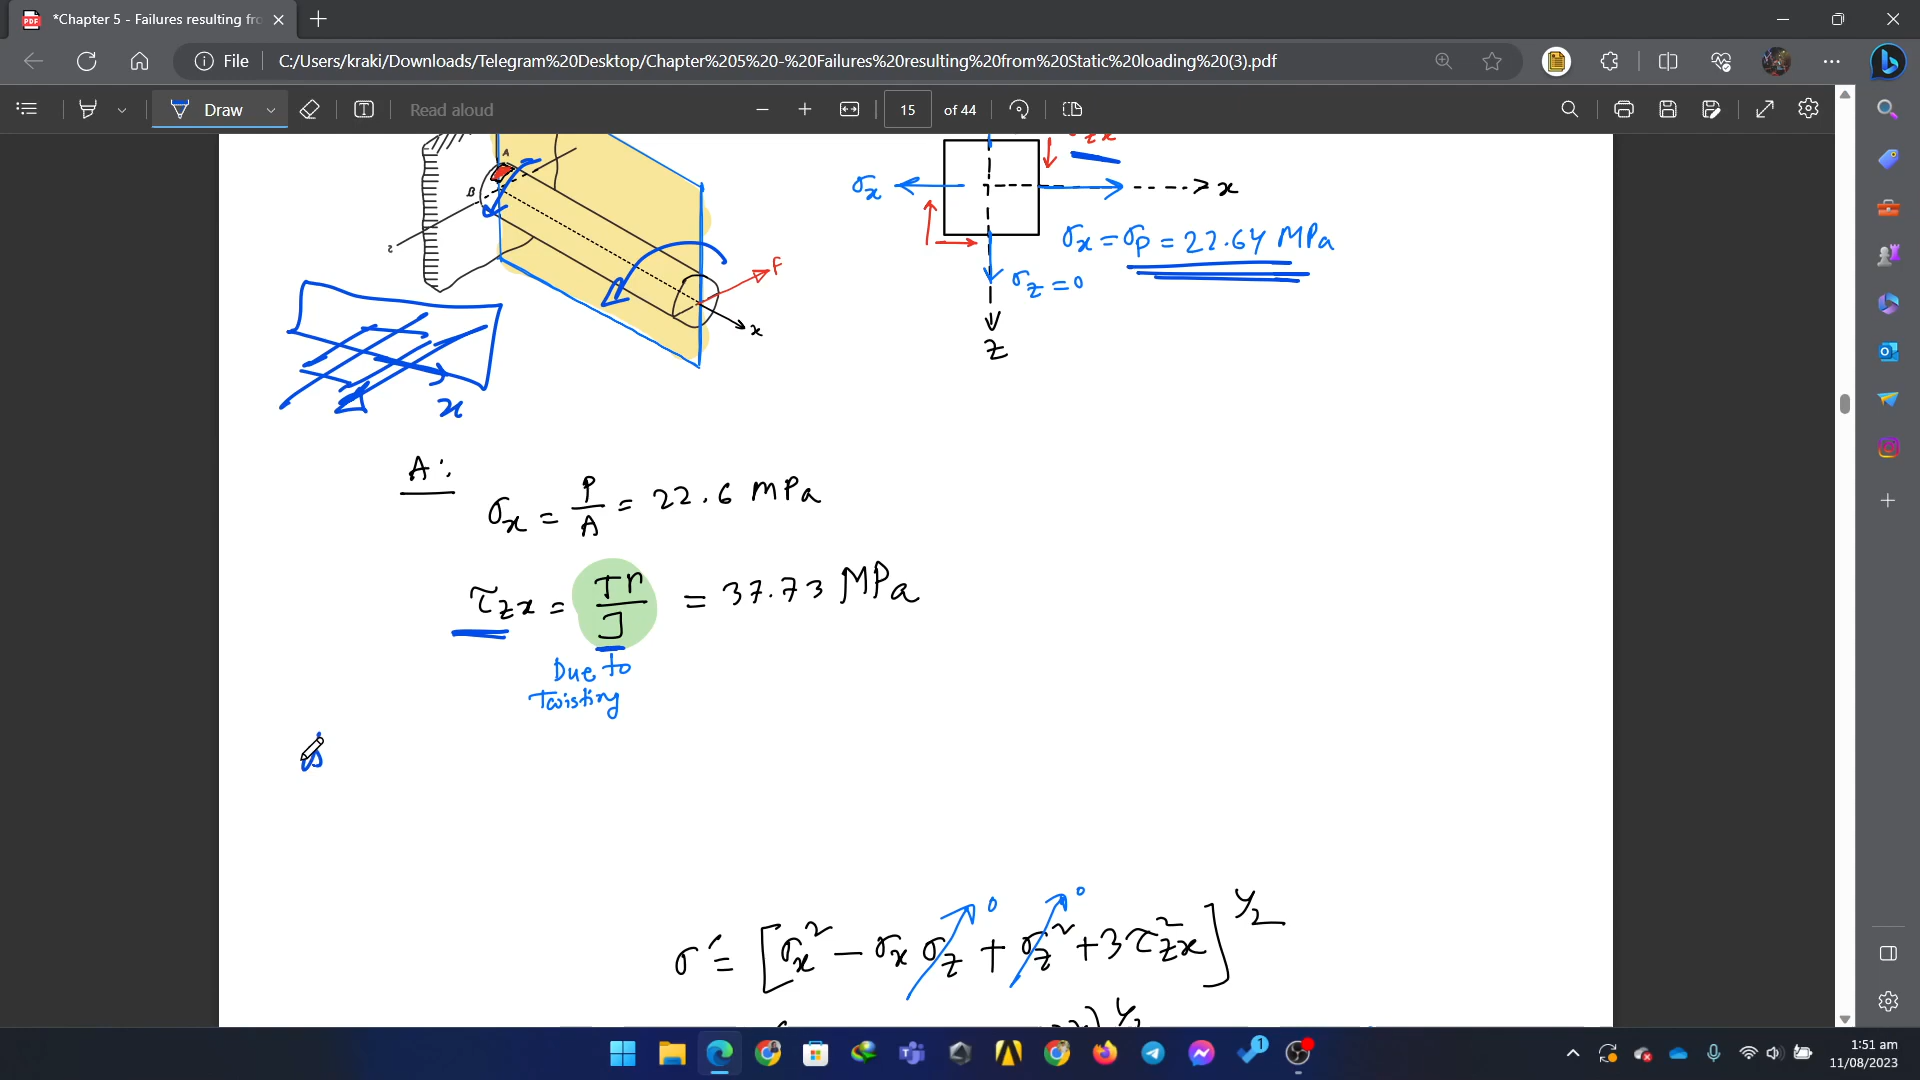 *Chapter 5 - Failures resulting fro
File
C:/Users/kraki/Downloads/Telegram%20Desktop/Chapter%205%20-%20Failures%20resulting%20from%20Static%20loading%20(3).pdf
Draw
Read aloud
15 of 44
A
B
F
x
x
σx
x
σx = σp = 22.64 MPa
σz = 0
z
A:
σx = P/A = 22.6 MPa
τzx = Tr/J = 37.73 MPa
Due to
Twisting
σ' = [σx² - σx σz + σz² + 3τ²zx]^1/2
0
0
1
1:51 am
11/08/2023